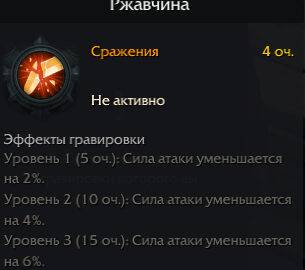 Ржавчина
Сражения 4 оч.
Не активно
Эффекты гравировки
Уровень 1 (5 оч.): Сила атаки уменьшается
на 2%.
Уровень 2 (10 оч.): Сила атаки уменьшается
на 4%.
Уровень 3 (15 оч.): Сила атаки уменьшается
на 6%.